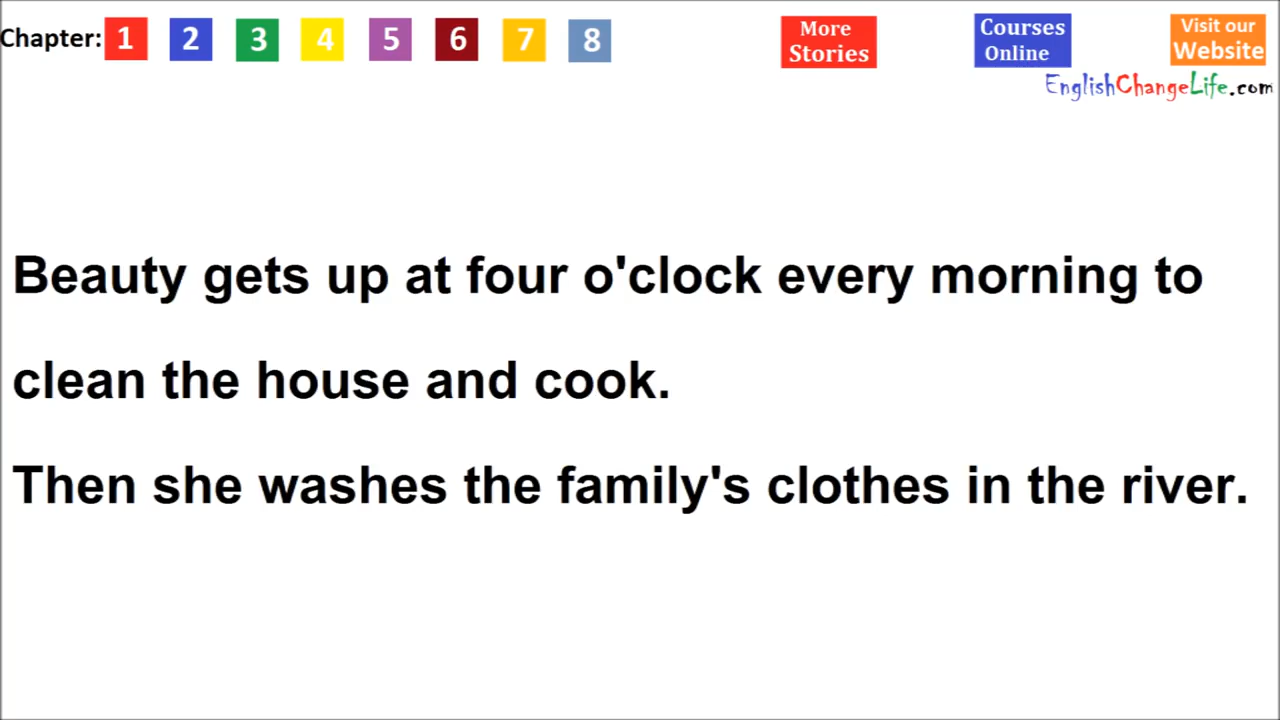 Chapter: 1 2 3 4 5 6 7 8
More
Stories
Courses
Online
Visit our
Website
EnglishChangeLife.com
Beauty gets up at four o'clock every morning to
clean the house and cook.
Then she washes the family's clothes in the river.